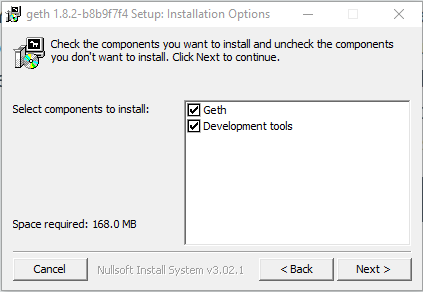 geth 1.8.2-b8b9f7f4 Setup: Installation Options
Check the components you want to install and uncheck the components
you don't want to install. Click Next to continue.
Select components to install:
Geth
Development tools
Space required: 168.0 MB
Cancel
Nullsoft Install System v3.02.1
< Back
Next >